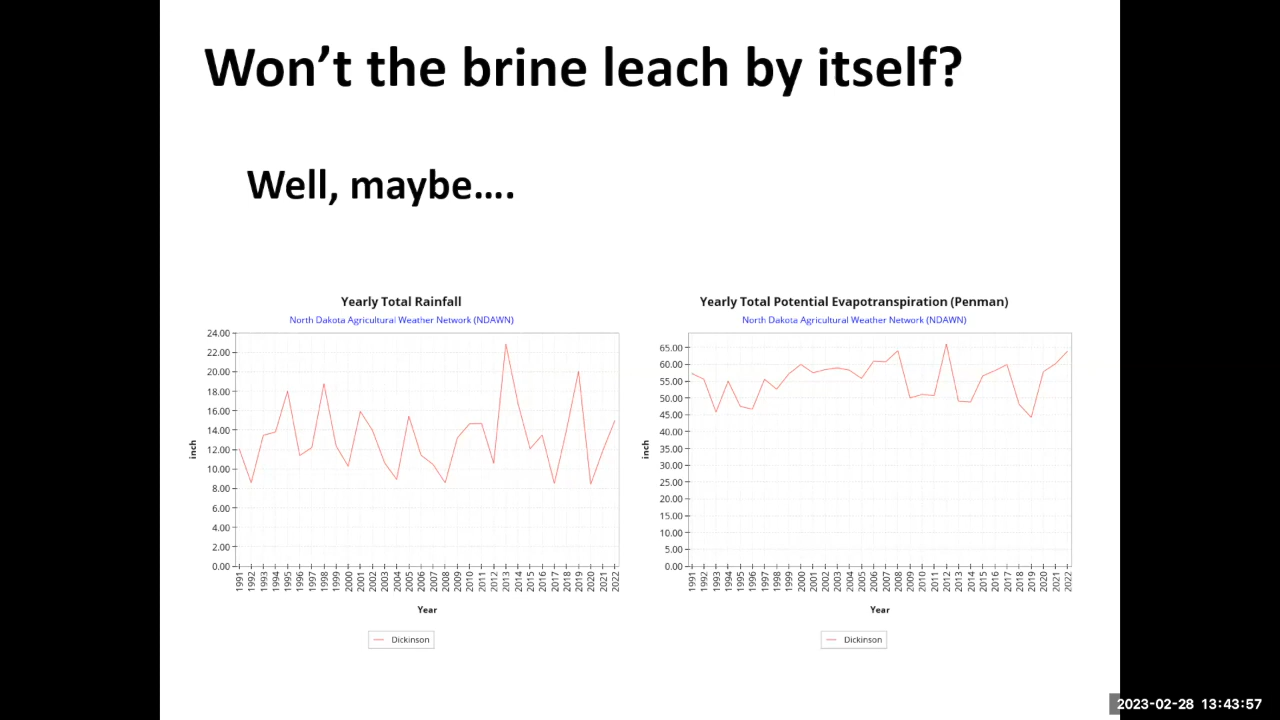 Won’t the brine leach by itself?
Well, maybe….
Yearly Total Rainfall
North Dakota Agricultural Weather Network (NDAWN)
24.00
22.00
20.00
18.00
16.00
14.00
12.00
10.00
8.00
6.00
4.00
2.00
0.00
inch
1991 1992 1993 1994 1995 1996 1997 1998 1999 2000 2001 2002 2003 2004 2005 2006 2007 2008 2009 2010 2011 2012 2013 2014 2015 2016 2017 2018 2019 2020 2021 2022
Year
Dickinson
Yearly Total Potential Evapotranspiration (Penman)
North Dakota Agricultural Weather Network (NDAWN)
65.00
60.00
55.00
50.00
45.00
40.00
35.00
30.00
25.00
20.00
15.00
10.00
5.00
0.00
inch
1991 1992 1993 1994 1995 1996 1997 1998 1999 2000 2001 2002 2003 2004 2005 2006 2007 2008 2009 2010 2011 2012 2013 2014 2015 2016 2017 2018 2019 2020 2021 2022
Year
Dickinson
2023-02-28 13:43:57